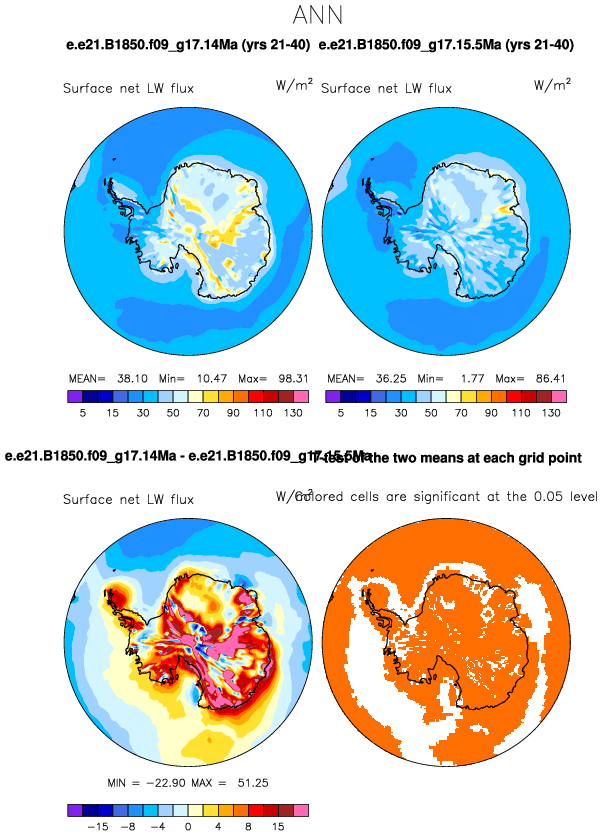 ANN
e.e21.B1850.f09_g17.14Ma (yrs 21-40) e.e21.B1850.f09_g17.15.5Ma (yrs 21-40)
Surface net LW flux W/m² Surface net LW flux W/m²
MEAN= 38.10 Min= 10.47 Max= 98.31 MEAN= 36.25 Min= 1.77 Max= 86.41
5 15 30 50 70 90 110 130 5 15 30 50 70 90 110 130
e.e21.B1850.f09_g17.14Ma - e.e21.B1850.f09_g17.15.5Ma T-test of the two means at each grid point
Surface net LW flux W/m² Colored cells are significant at the 0.05 level
MIN = -22.90 MAX = 51.25
-15 -8 -4 0 4 8 15